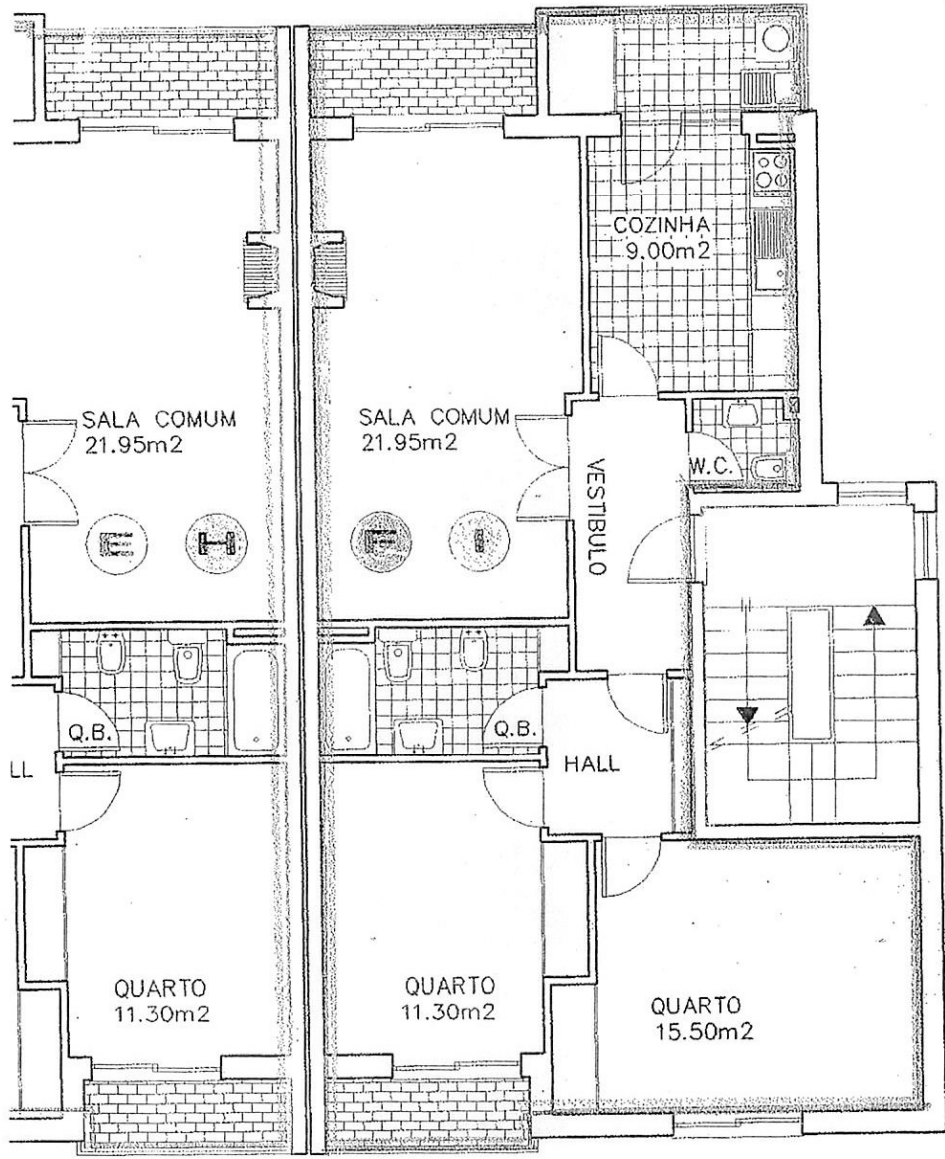 COZINHA
9.00m2
SALA COMUM
21.95m2
SALA COMUM
21.95m2
W.C.
VESTIBULO
E
H
E
I
Q.B.
Q.B.
LL
HALL
QUARTO
11.30m2
QUARTO
11.30m2
QUARTO
15.50m2